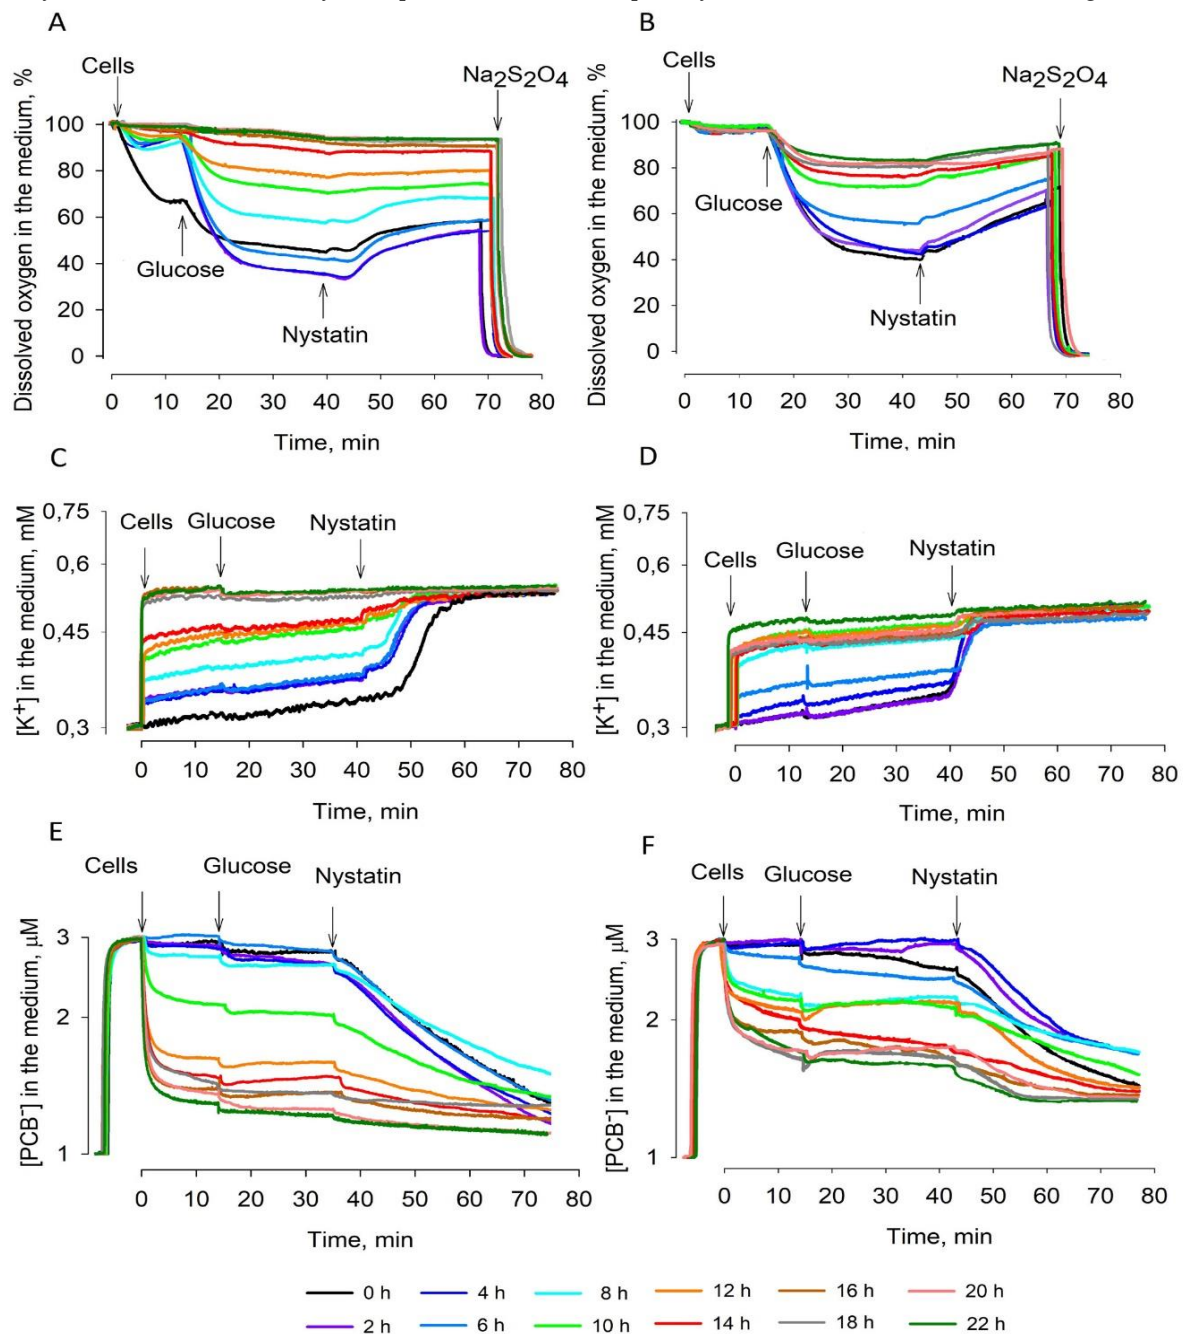 A
B
Cells
Na2S2O4
Cells
Na2S2O4
Dissolved oxygen in the medium, %
100
80
60
40
20
0
Glucose
Nystatin
0 10 20 30 40 50 60 70 80
Time, min
Dissolved oxygen in the meidum, %
100
80
60
40
20
0
Glucose
Nystatin
0 10 20 30 40 50 60 70 80
Time, min
C
D
[K+] in the medium, mM
0,75
0,6
0,45
0,3
Cells Glucose Nystatin
0 10 20 30 40 50 60 70 80
Time, min
[K+] in the medium, mM
0,75
0,6
0,45
0,3
Cells Glucose Nystatin
0 10 20 30 40 50 60 70 80
Time, min
E
F
[PCB-] in the medium, μM
3
2
1
Cells Glucose Nystatin
0 10 20 30 40 50 60 70 80
Time, min
[PCB-] in the medium, μM
3
2
1
Cells Glucose Nystatin
0 10 20 30 40 50 60 70 80
Time, min
0 h 4 h 8 h 12 h 16 h 20 h
2 h 6 h 10 h 14 h 18 h 22 h